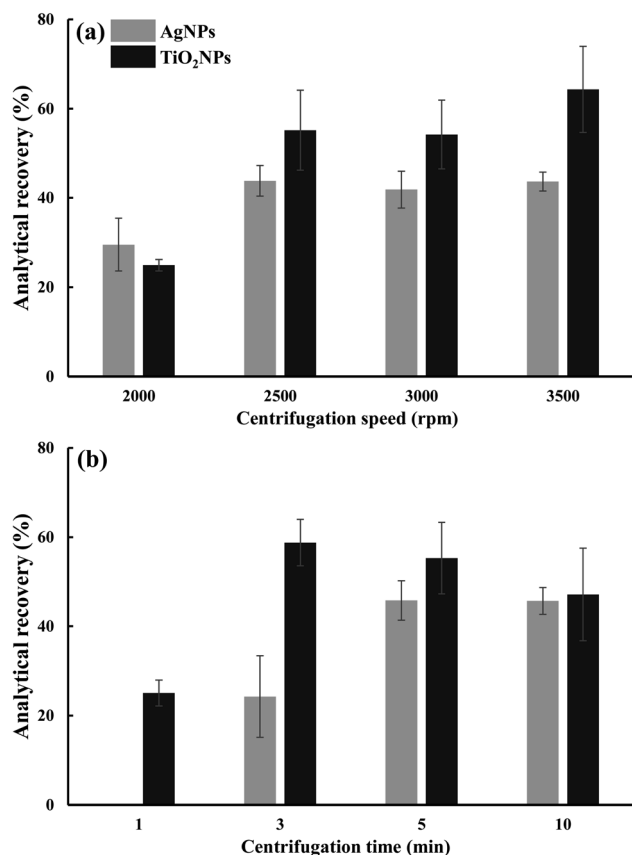 (a)
AgNPs
TiO₂NPs
Analytical recovery (%)
80
60
40
20
0
2000 2500 3000 3500
Centrifugation speed (rpm)
(b)
Analytical recovery (%)
80
60
40
20
0
1 3 5 10
Centrifugation time (min)